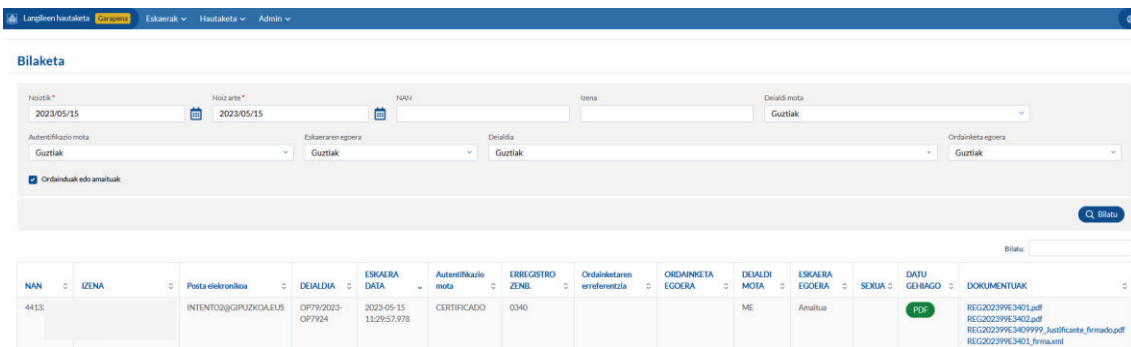 Langileen hautaketa Garapena Eskaerak Hautaketa Admin
Bilaketa
Noiztik * Noiz arte * NAN Izena Deialdi mota
2023/05/15 2023/05/15 Guztiak
Autentifikazio mota Eskaeraren egoera Deialdia Ordainketa egoera
Guztiak Guztiak Guztiak Guztiak
Ordainduak edo amaituak
Bilatu
Bilatu:
NAN IZENA Posta elekronikoa DEIALDIA ESKAERA DATA Autentifikazio mota ERREGISTRO ZENB. Ordainketaren erreferentzia ORDAINKETA EGOERA DEIALDI MOTA ESKAERA EGOERA SEXUA DATU GEHIAGO DOKUMENTUAK
4413 INTENTO2@GIPUZKOA.EUS OP79/2023-OP7924 2023-05-15 11:29:57.978 CERTIFICADO 0340 ME Amaitua PDF REG202399E3401.pdf
REG202399E3402.pdf
REG202399E3409999_Justificante_firmado.pdf
REG202399E3401_firma.xml